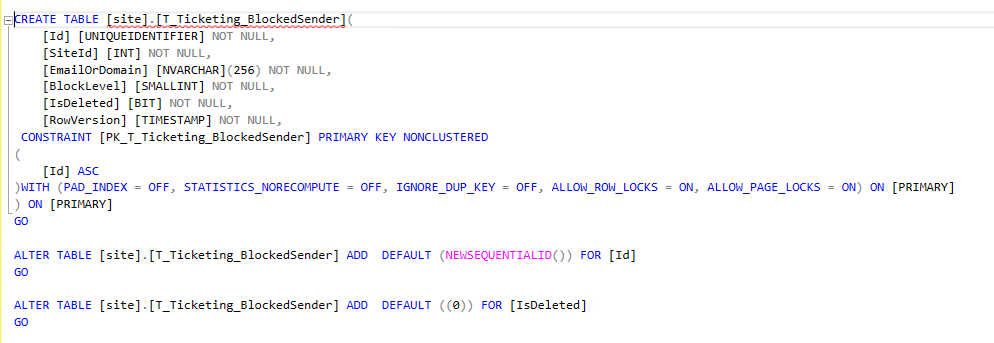 CREATE TABLE [site].[T_Ticketing_BlockedSender](
    [Id] [UNIQUEIDENTIFIER] NOT NULL,
    [SiteId] [INT] NOT NULL,
    [EmailOrDomain] [NVARCHAR](256) NOT NULL,
    [BlockLevel] [SMALLINT] NOT NULL,
    [IsDeleted] [BIT] NOT NULL,
    [RowVersion] [TIMESTAMP] NOT NULL,
 CONSTRAINT [PK_T_Ticketing_BlockedSender] PRIMARY KEY NONCLUSTERED
(
    [Id] ASC
)WITH (PAD_INDEX = OFF, STATISTICS_NORECOMPUTE = OFF, IGNORE_DUP_KEY = OFF, ALLOW_ROW_LOCKS = ON, ALLOW_PAGE_LOCKS = ON) ON [PRIMARY]
) ON [PRIMARY]
GO

ALTER TABLE [site].[T_Ticketing_BlockedSender] ADD  DEFAULT (NEWSEQUENTIALID()) FOR [Id]
GO

ALTER TABLE [site].[T_Ticketing_BlockedSender] ADD  DEFAULT ((0)) FOR [IsDeleted]
GO